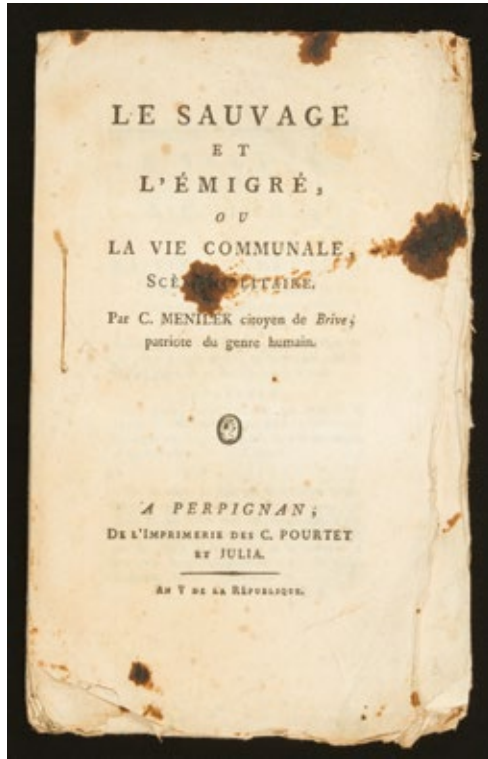 LE SAUVAGE
ET
L'ÉMIGRÉ,
OU
LA VIE COMMUNALE,
Par C. MENILEK citoyen de Brive;
patriote du genre humain.
A PERPIGNAN;
DE L'IMPRIMERIE DES C. POURTET
ET JULIA.
AN V DE LA RÉPUBLIQUE.